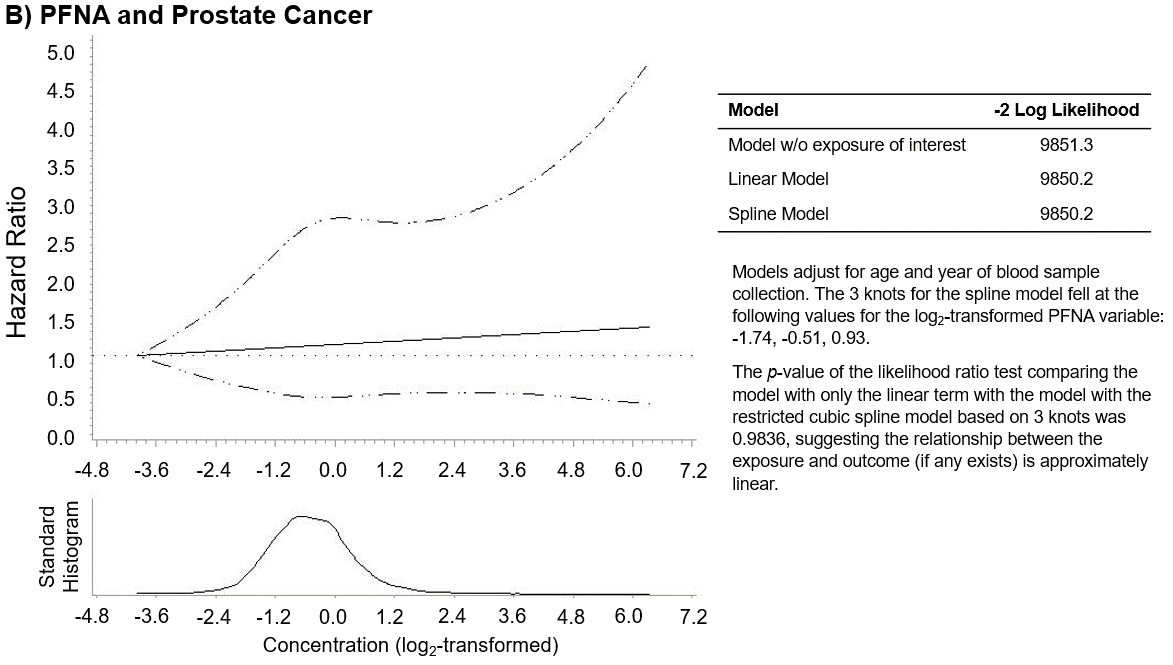 B) PFNA and Prostate Cancer
5.0
4.5
4.0
3.5
3.0
2.5
2.0
1.5
1.0
0.5
0.0
Hazard Ratio
-4.8 -3.6 -2.4 -1.2 0.0 1.2 2.4 3.6 4.8 6.0 7.2
Standard
Histogram
-4.8 -3.6 -2.4 -1.2 0.0 1.2 2.4 3.6 4.8 6.0 7.2
Concentration (log2-transformed)
Model -2 Log Likelihood
Model w/o exposure of interest 9851.3
Linear Model 9850.2
Spline Model 9850.2
Models adjust for age and year of blood sample
collection. The 3 knots for the spline model fell at the
following values for the log2-transformed PFNA variable:
-1.74, -0.51, 0.93.
The p-value of the likelihood ratio test comparing the
model with only the linear term with the model with the
restricted cubic spline model based on 3 knots was
0.9836, suggesting the relationship between the
exposure and outcome (if any exists) is approximately
linear.